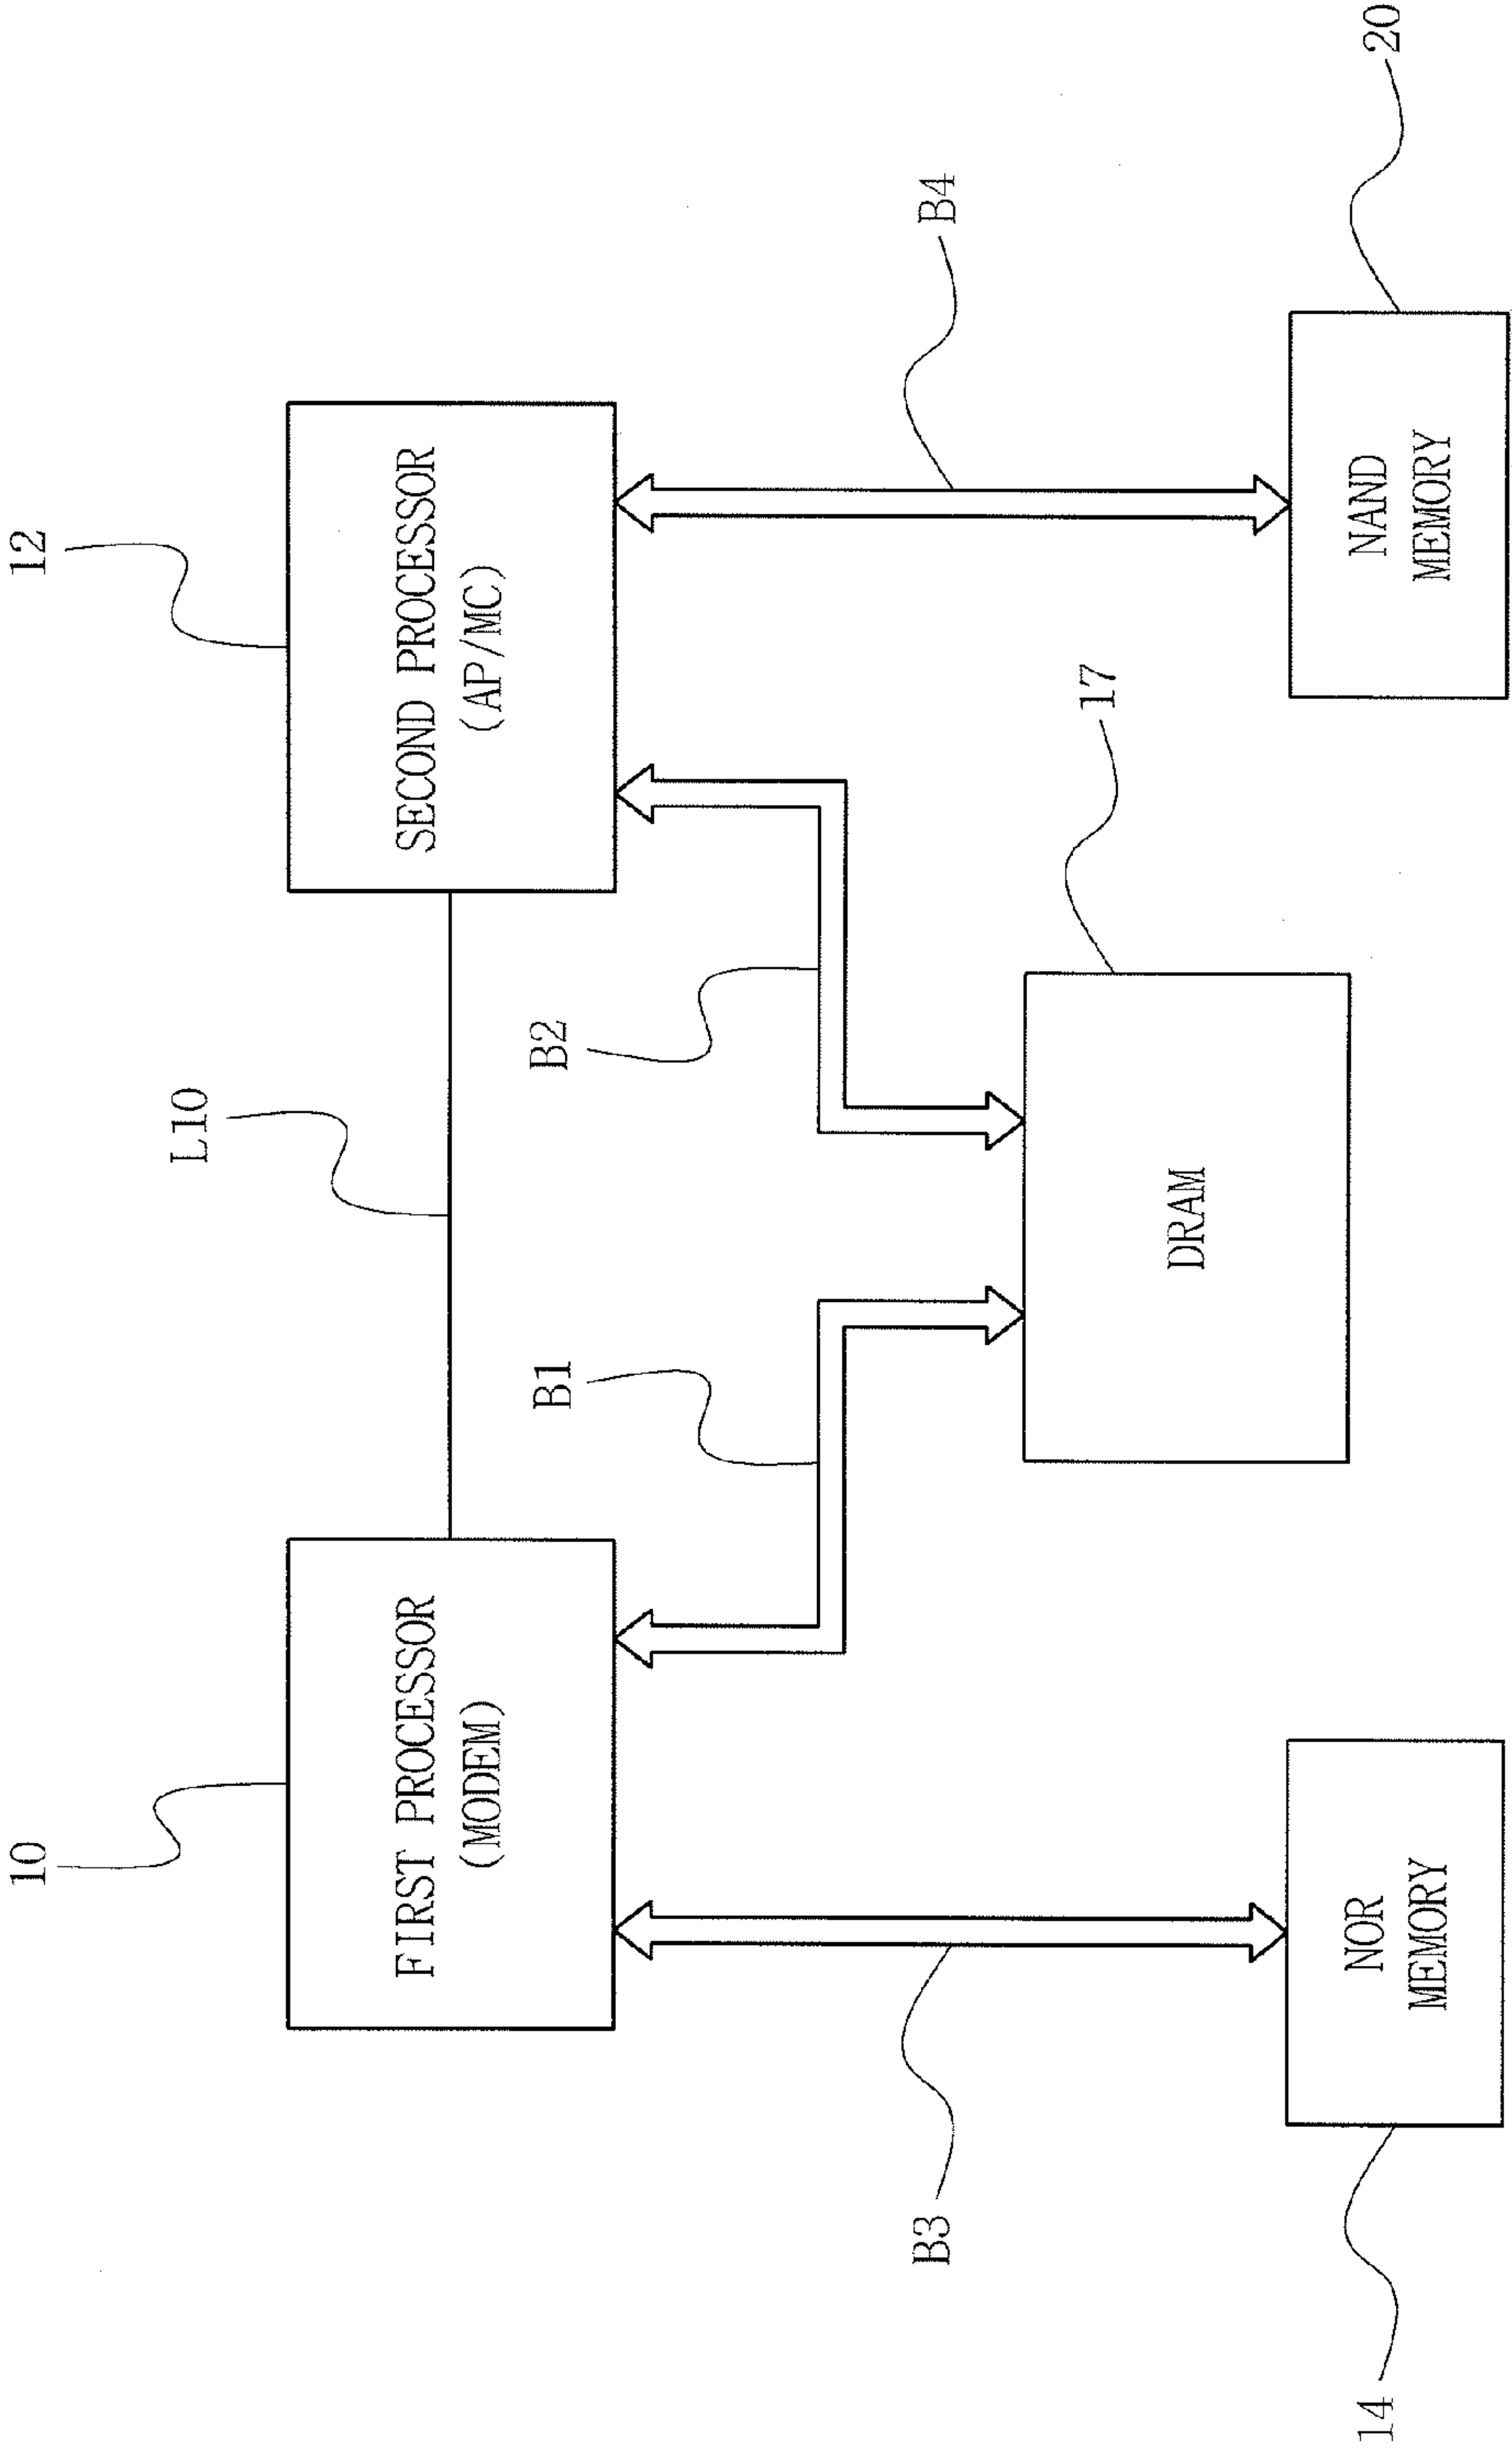 10
12
FIRST PROCESSOR
(MODEM)
L10
SECOND PROCESSOR
(AP/MC)
B1
B2
B3
B4
17
DRAM
14
NOR
MEMORY
NAND
MEMORY
20